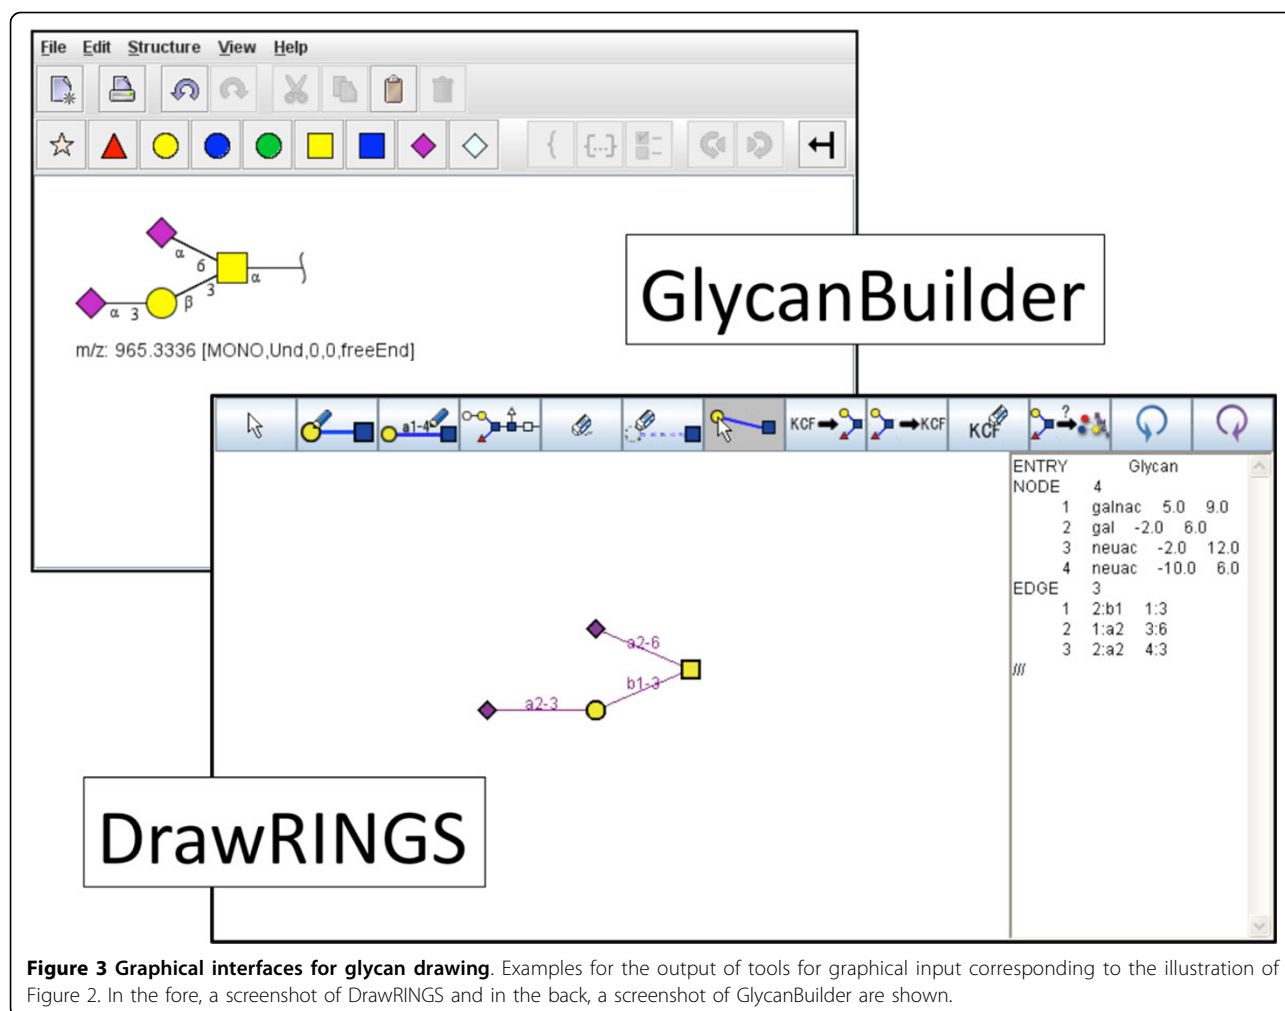 File Edit Structure View Help
α
6
α
3
α 3 β
m/z: 965.3336 [MONO,Und,0,0,freeEnd]
GlycanBuilder
a1-4
KCF
KCF
KCF
?
ENTRY Glycan
NODE 4
1 galnac 5.0 9.0
2 gal -2.0 6.0
3 neuac -2.0 12.0
4 neuac -10.0 6.0
EDGE 3
1 2:b1 1:3
2 1:a2 3:6
3 2:a2 4:3
///
a2-6
b1-3
a2-3
DrawRINGS
Figure 3 Graphical interfaces for glycan drawing. Examples for the output of tools for graphical input corresponding to the illustration of
Figure 2. In the fore, a screenshot of DrawRINGS and in the back, a screenshot of GlycanBuilder are shown.